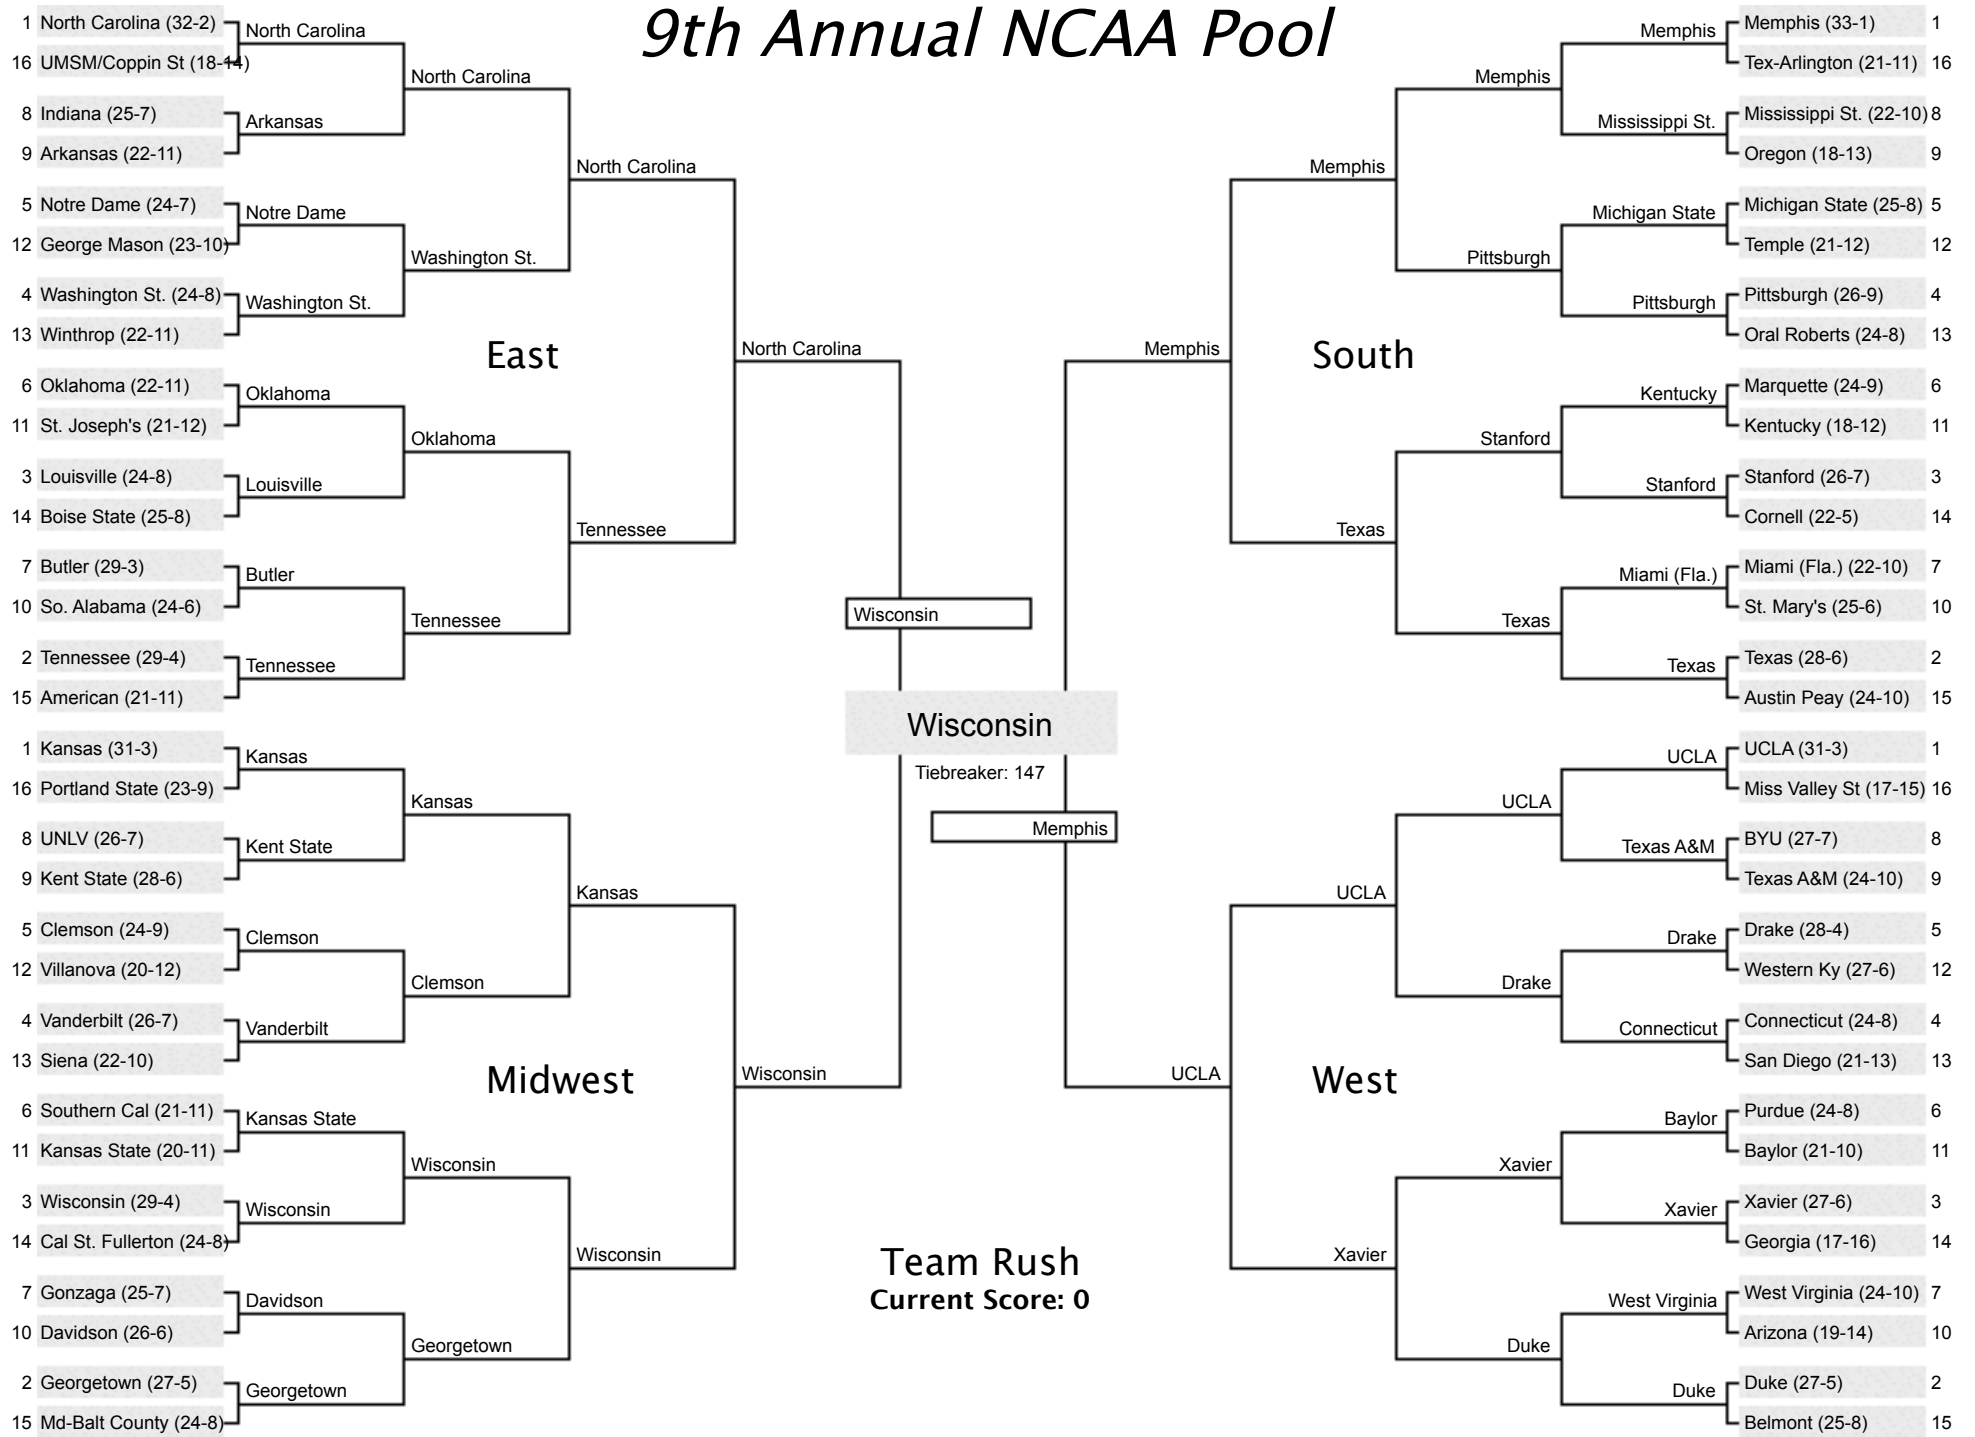 9th Annual NCAA Pool
1 North Carolina (32-2)
16 UMSM/Coppin St (18-14)
8 Indiana (25-7)
9 Arkansas (22-11)
5 Notre Dame (24-7)
12 George Mason (23-10)
4 Washington St. (24-8)
13 Winthrop (22-11)
6 Oklahoma (22-11)
11 St. Joseph's (21-12)
3 Louisville (24-8)
14 Boise State (25-8)
7 Butler (29-3)
10 So. Alabama (24-6)
2 Tennessee (29-4)
15 American (21-11)
North Carolina
Arkansas
Notre Dame
Washington St.
Oklahoma
Louisville
Butler
Tennessee
North Carolina
Washington St.
Oklahoma
Tennessee
North Carolina
Tennessee
East
North Carolina
1 Kansas (31-3)
16 Portland State (23-9)
8 UNLV (26-7)
9 Kent State (28-6)
5 Clemson (24-9)
12 Villanova (20-12)
4 Vanderbilt (26-7)
13 Siena (22-10)
6 Southern Cal (21-11)
11 Kansas State (20-11)
3 Wisconsin (29-4)
14 Cal St. Fullerton (24-8)
7 Gonzaga (25-7)
10 Davidson (26-6)
2 Georgetown (27-5)
15 Md-Balt County (24-8)
Kansas
Kent State
Clemson
Vanderbilt
Kansas State
Wisconsin
Davidson
Georgetown
Kansas
Clemson
Wisconsin
Georgetown
Kansas
Wisconsin
Midwest
Wisconsin
Wisconsin
Wisconsin
Tiebreaker: 147
Memphis
Team Rush
Current Score: 0
Memphis
South
Memphis
Texas
Memphis
Pittsburgh
Stanford
Texas
Memphis
Mississippi St.
Michigan State
Pittsburgh
Kentucky
Stanford
Miami (Fla.)
Texas
Memphis (33-1) 1
Tex-Arlington (21-11) 16
Mississippi St. (22-10) 8
Oregon (18-13) 9
Michigan State (25-8) 5
Temple (21-12) 12
Pittsburgh (26-9) 4
Oral Roberts (24-8) 13
Marquette (24-9) 6
Kentucky (18-12) 11
Stanford (26-7) 3
Cornell (22-5) 14
Miami (Fla.) (22-10) 7
St. Mary's (25-6) 10
Texas (28-6) 2
Austin Peay (24-10) 15
UCLA
West
UCLA
Xavier
UCLA
Drake
Xavier
Duke
UCLA
Texas A&M
Drake
Connecticut
Baylor
Xavier
West Virginia
Duke
UCLA (31-3) 1
Miss Valley St (17-15) 16
BYU (27-7) 8
Texas A&M (24-10) 9
Drake (28-4) 5
Western Ky (27-6) 12
Connecticut (24-8) 4
San Diego (21-13) 13
Purdue (24-8) 6
Baylor (21-10) 11
Xavier (27-6) 3
Georgia (17-16) 14
West Virginia (24-10) 7
Arizona (19-14) 10
Duke (27-5) 2
Belmont (25-8) 15